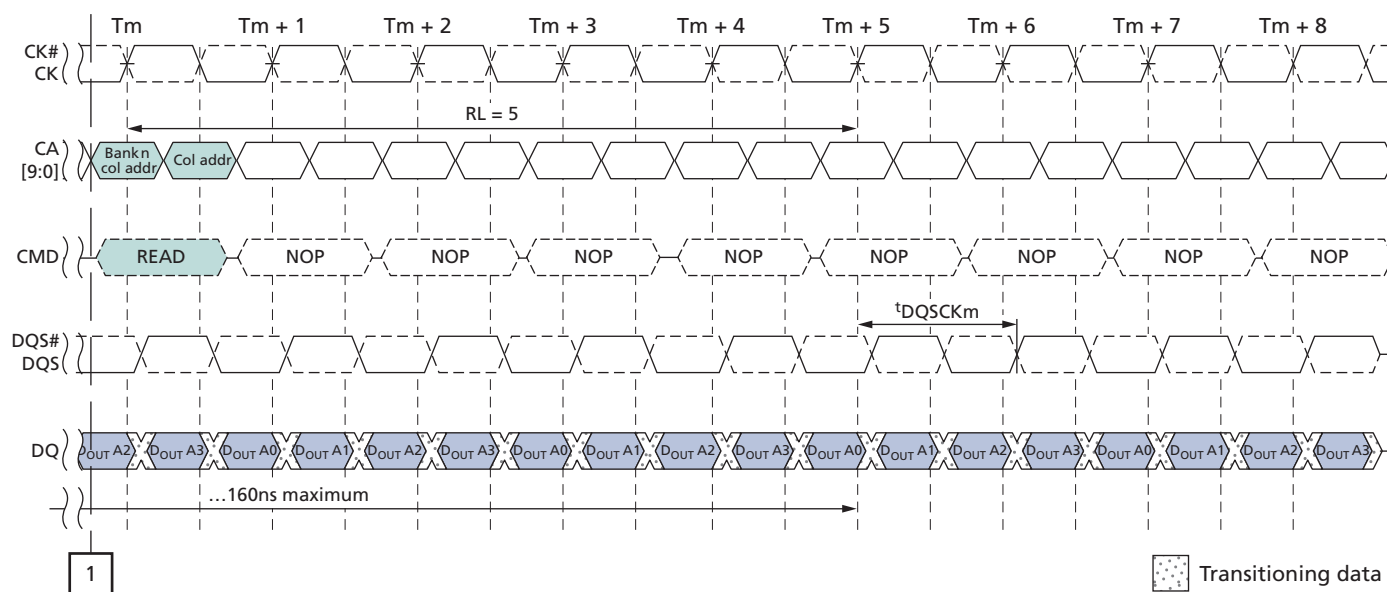 Tm Tm + 1 Tm + 2 Tm + 3 Tm + 4 Tm + 5 Tm + 6 Tm + 7 Tm + 8
CK#
CK
RL = 5
CA
[9:0]
Bank n
col addr
Col addr
CMD READ NOP NOP NOP NOP NOP NOP NOP NOP
tDQSCKm
DQS#
DQS
DQ DOUT A2 DOUT A3 DOUT A0 DOUT A1 DOUT A2 DOUT A3 DOUT A0 DOUT A1 DOUT A2 DOUT A3 DOUT A0 DOUT A1 DOUT A2 DOUT A3 DOUT A0 DOUT A1 DOUT A2 DOUT A3
…160ns maximum
1
Transitioning data